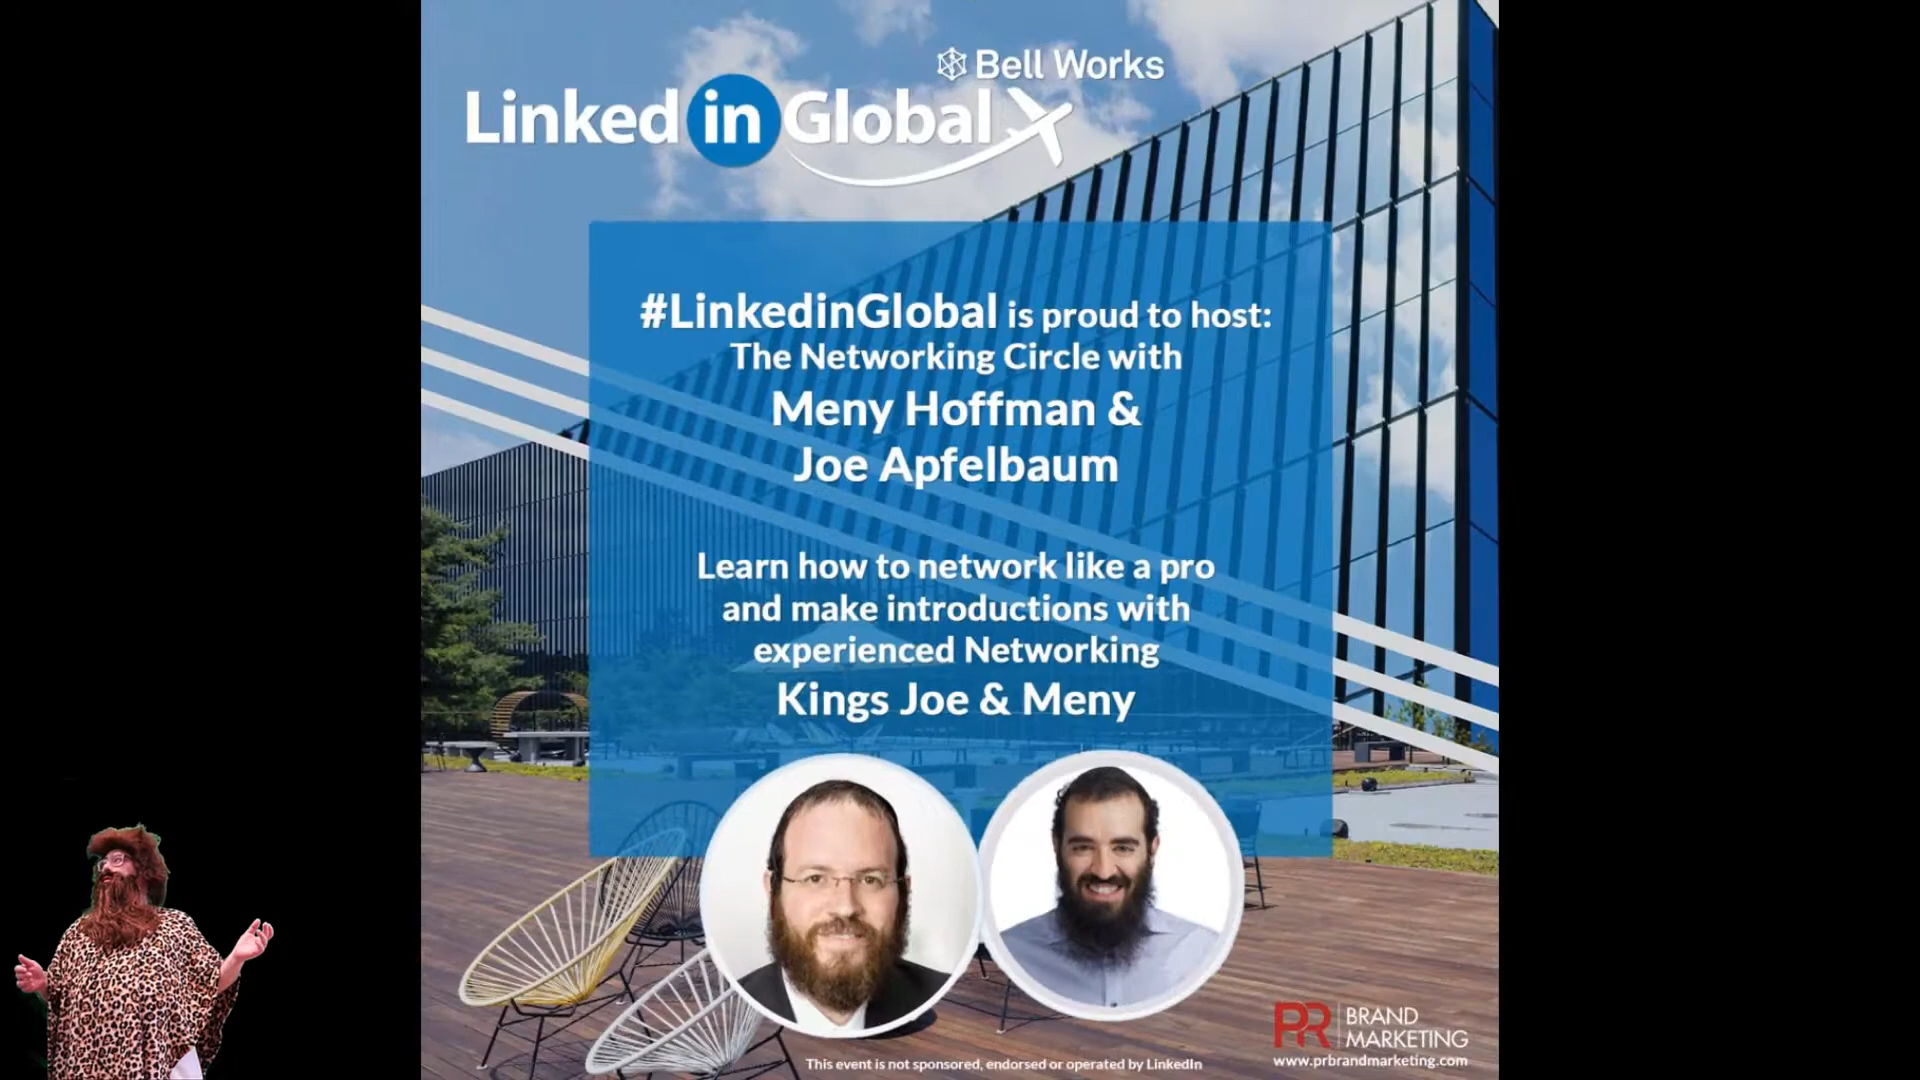 Bell Works
Linked in Global
#LinkedinGlobal is proud to host:
The Networking Circle with
Meny Hoffman &
Joe Apfelbaum
Learn how to network like a pro
and make introductions with
experienced Networking
Kings Joe & Meny
PR BRAND
MARKETING
www.prbrandmarketing.com
This event is not sponsored, endorsed or operated by LinkedIn